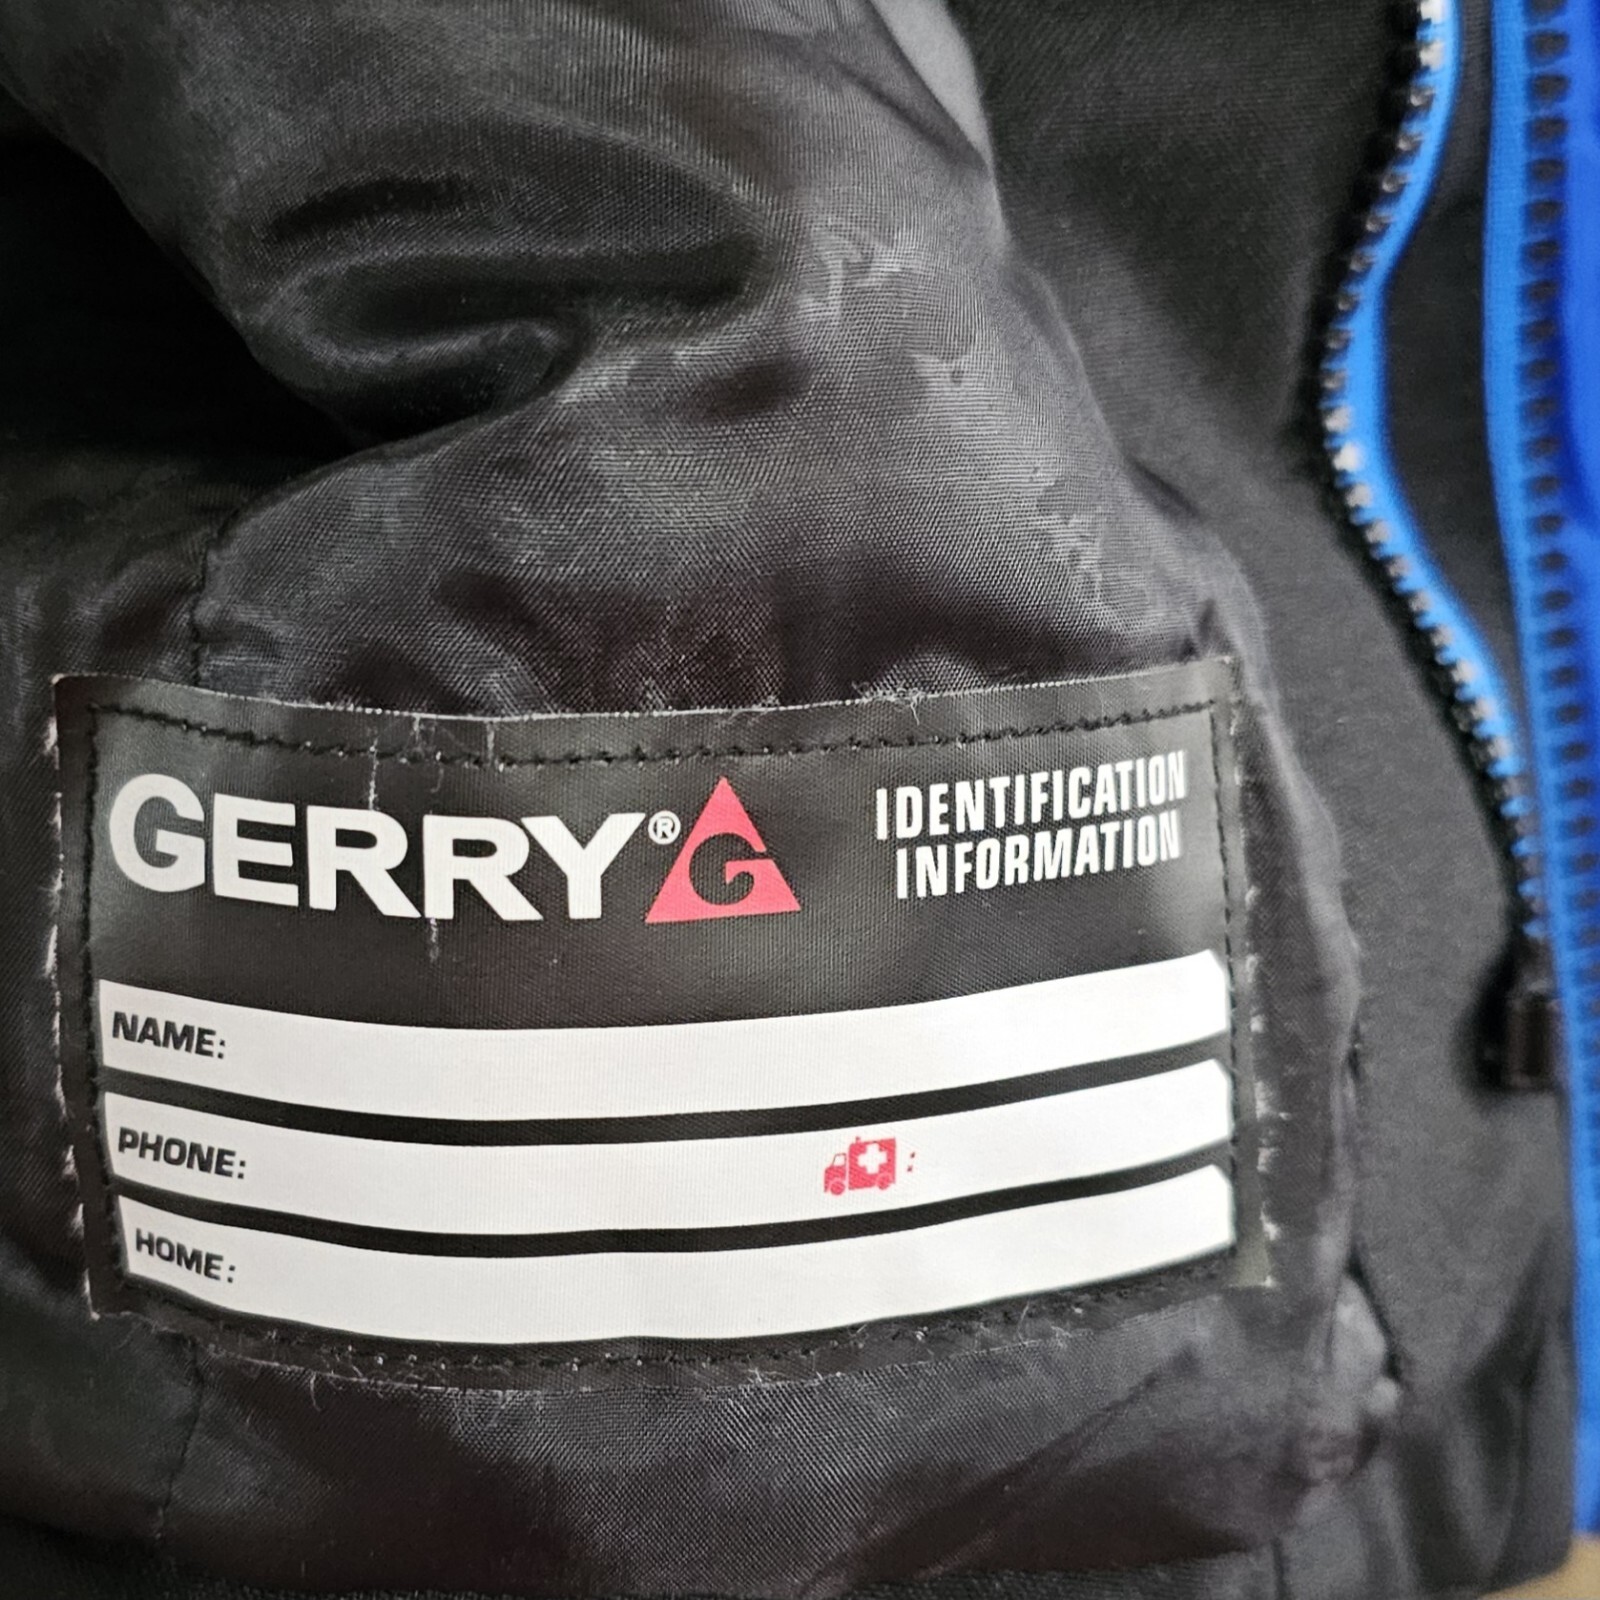 GERRY® G
IDENTIFICATION
INFORMATION
NAME:
PHONE: :
HOME: